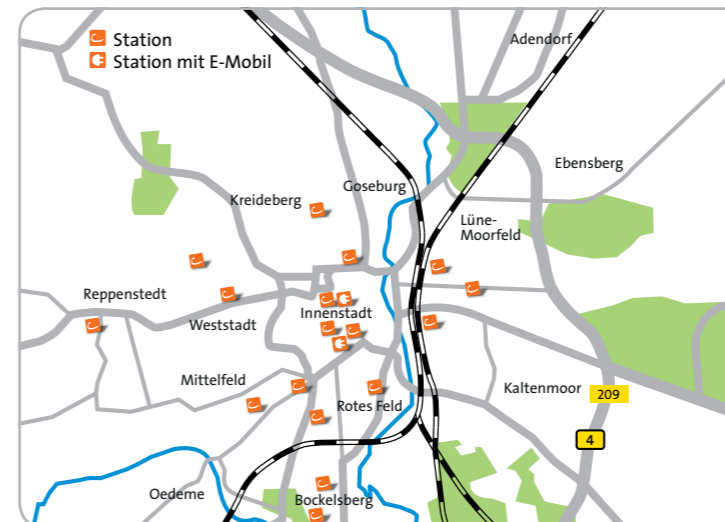 Station
Station mit E-Mobil
Adendorf
Ebensberg
Goseburg
Kreideberg
Lüne-
Moorfeld
Reppenstedt
Innenstadt
Weststadt
Mittelfeld
Kaltenmoor
209
Rotes Feld
4
Oedeme
Bockelsberg